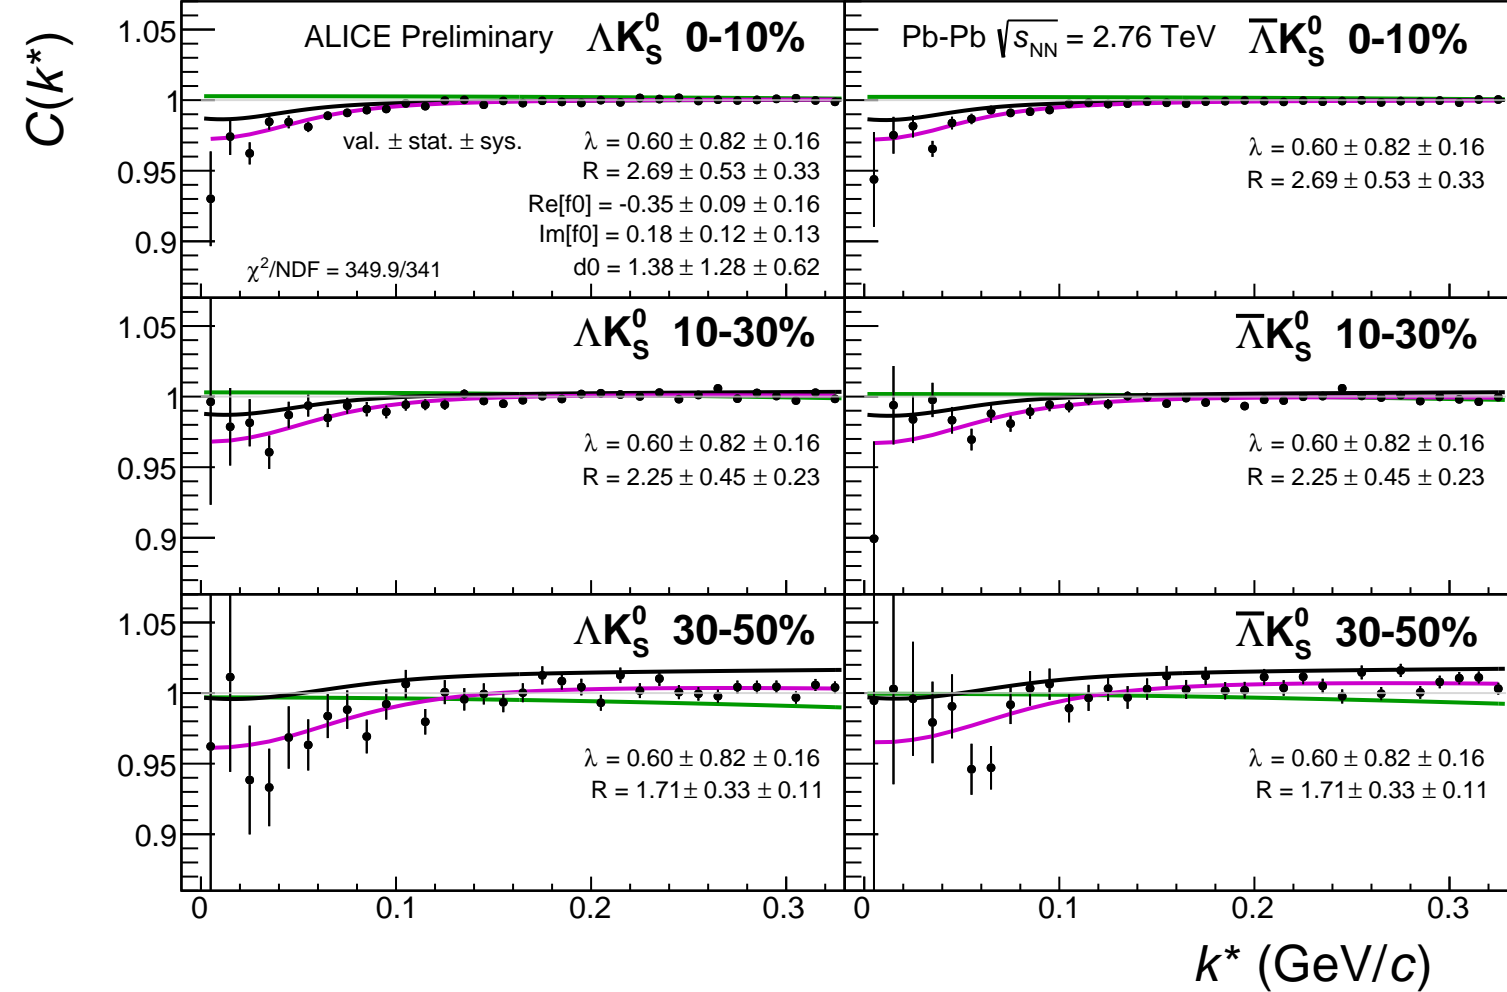 C(k*)
ALICE Preliminary ΛK⁰S 0-10%
1.05
1
0.95
0.9
val. ± stat. ± sys.
λ = 0.60 ± 0.82 ± 0.16
R = 2.69 ± 0.53 ± 0.33
Re[f0] = -0.35 ± 0.09 ± 0.16
Im[f0] = 0.18 ± 0.12 ± 0.13
d0 = 1.38 ± 1.28 ± 0.62
χ²/NDF = 349.9/341
Pb-Pb √sNN = 2.76 TeV Λ̅K⁰S 0-10%
λ = 0.60 ± 0.82 ± 0.16
R = 2.69 ± 0.53 ± 0.33
ΛK⁰S 10-30%
1.05
1
0.95
0.9
λ = 0.60 ± 0.82 ± 0.16
R = 2.25 ± 0.45 ± 0.23
Λ̅K⁰S 10-30%
λ = 0.60 ± 0.82 ± 0.16
R = 2.25 ± 0.45 ± 0.23
ΛK⁰S 30-50%
1.05
1
0.95
0.9
λ = 0.60 ± 0.82 ± 0.16
R = 1.71± 0.33 ± 0.11
Λ̅K⁰S 30-50%
λ = 0.60 ± 0.82 ± 0.16
R = 1.71± 0.33 ± 0.11
0 0.1 0.2 0.3
0 0.1 0.2 0.3
k* (GeV/c)